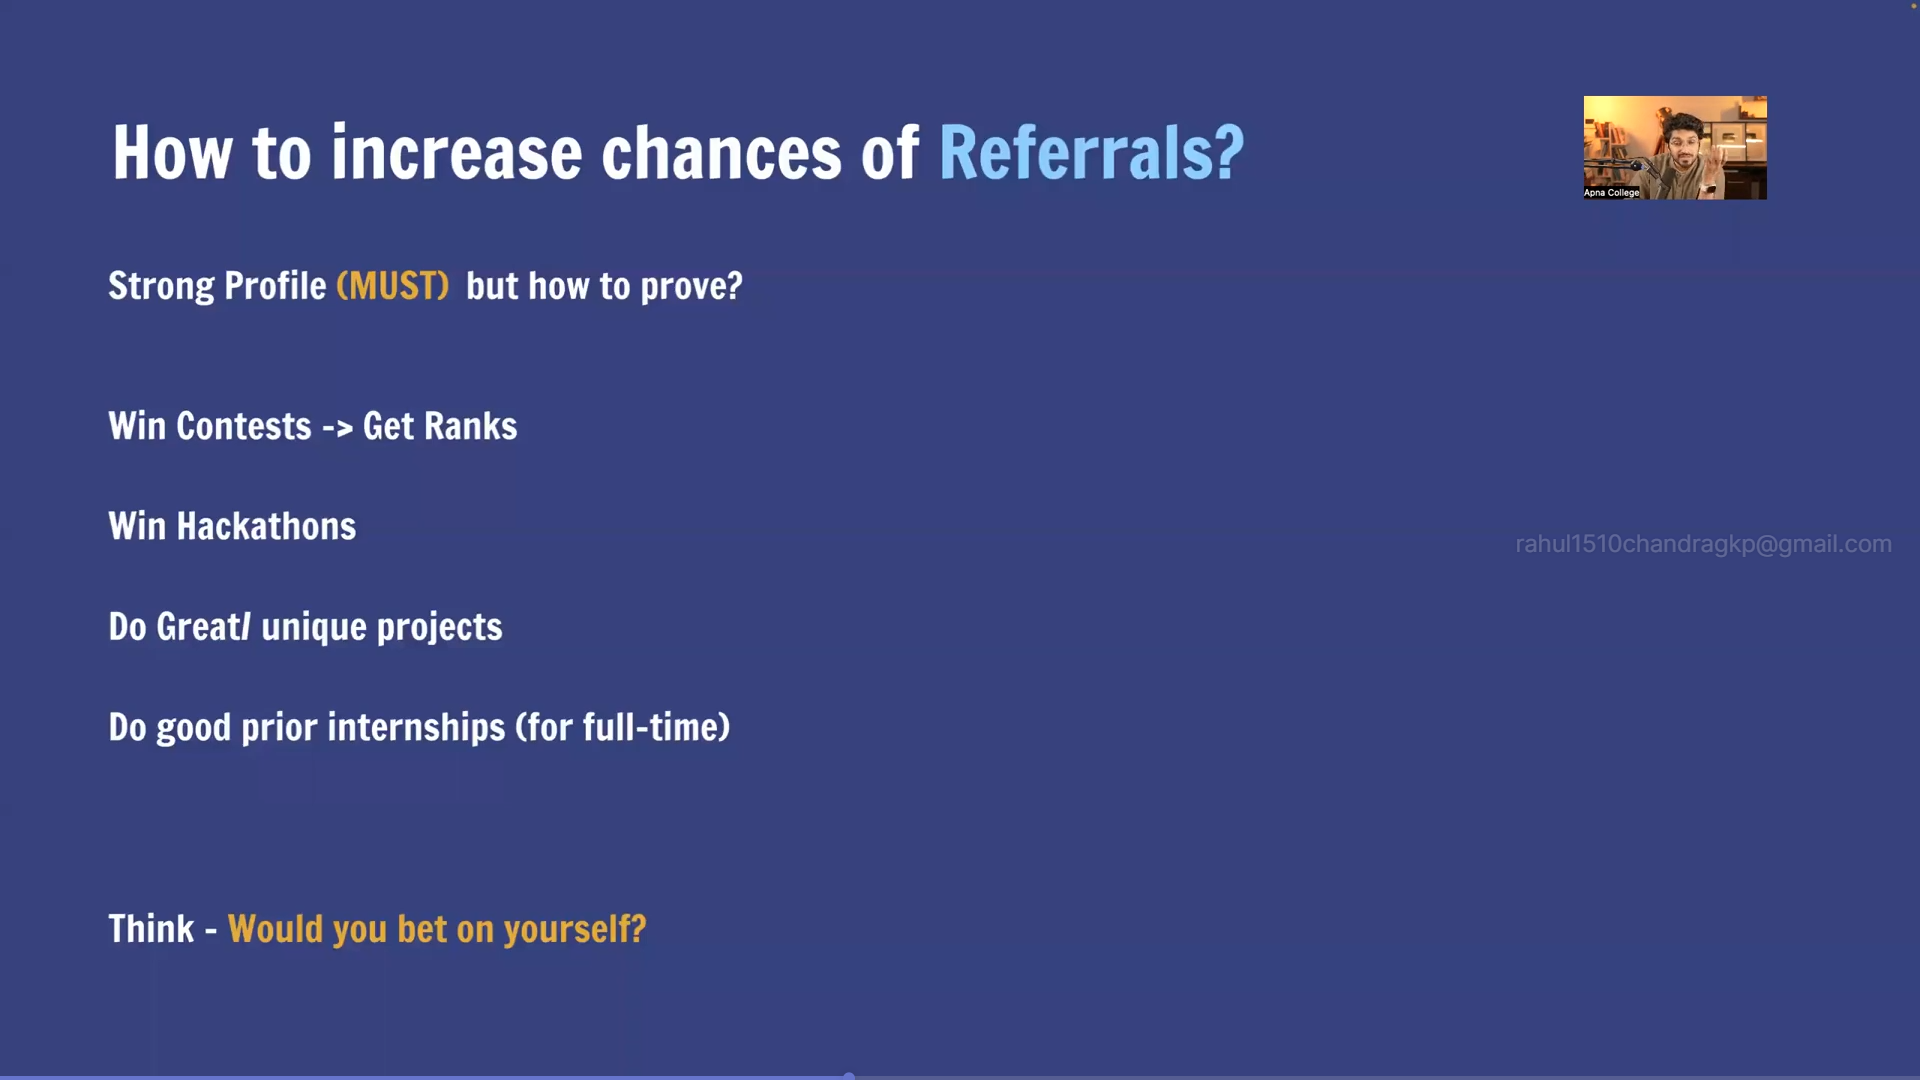 How to increase chances of Referrals?
Apna College
Strong Profile (MUST) but how to prove?
Win Contests -> Get Ranks
Win Hackathons
rahul1510chandragkp@gmail.com
Do Great/ unique projects
Do good prior internships (for full-time)
Think - Would you bet on yourself?